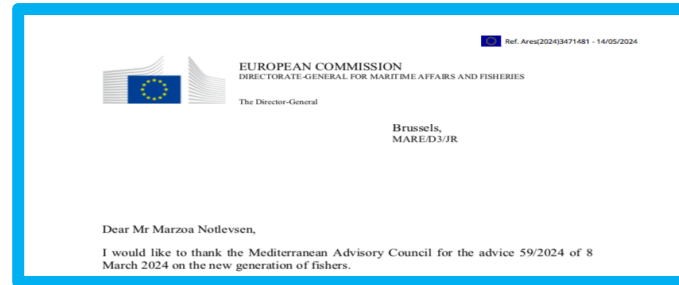 Ref. Ares(2024)3471481 - 14/05/2024
EUROPEAN COMMISSION
DIRECTORATE-GENERAL FOR MARITIME AFFAIRS AND FISHERIES
The Director-General
Brussels,
MARE/D3/JR
Dear Mr Marzoa Notlevsen,
I would like to thank the Mediterranean Advisory Council for the advice 59/2024 of 8
March 2024 on the new generation of fishers.